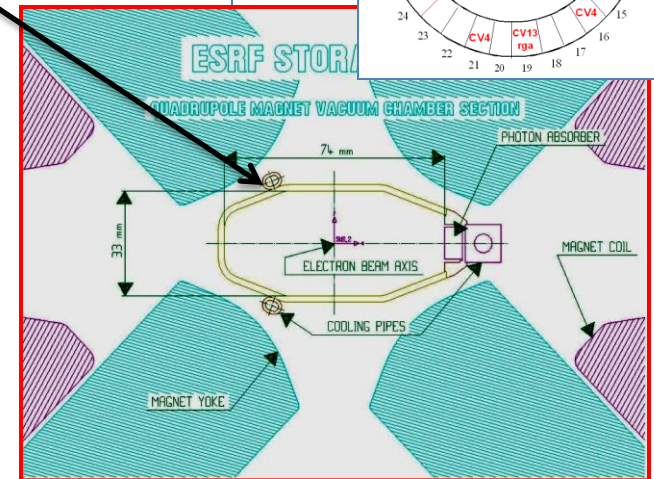 24
23
22
CV4
21
20
CV13
rga
19
18
17
CV4
16
15
ESRF STORA
QUADRUPOLE MAGNET VACUUM CHAMBER SECTION
PHOTON ABSORBER
74 mm
33 mm
MAGNET COIL
ELECTRON BEAM AXIS
COOLING PIPES
MAGNET YOKE